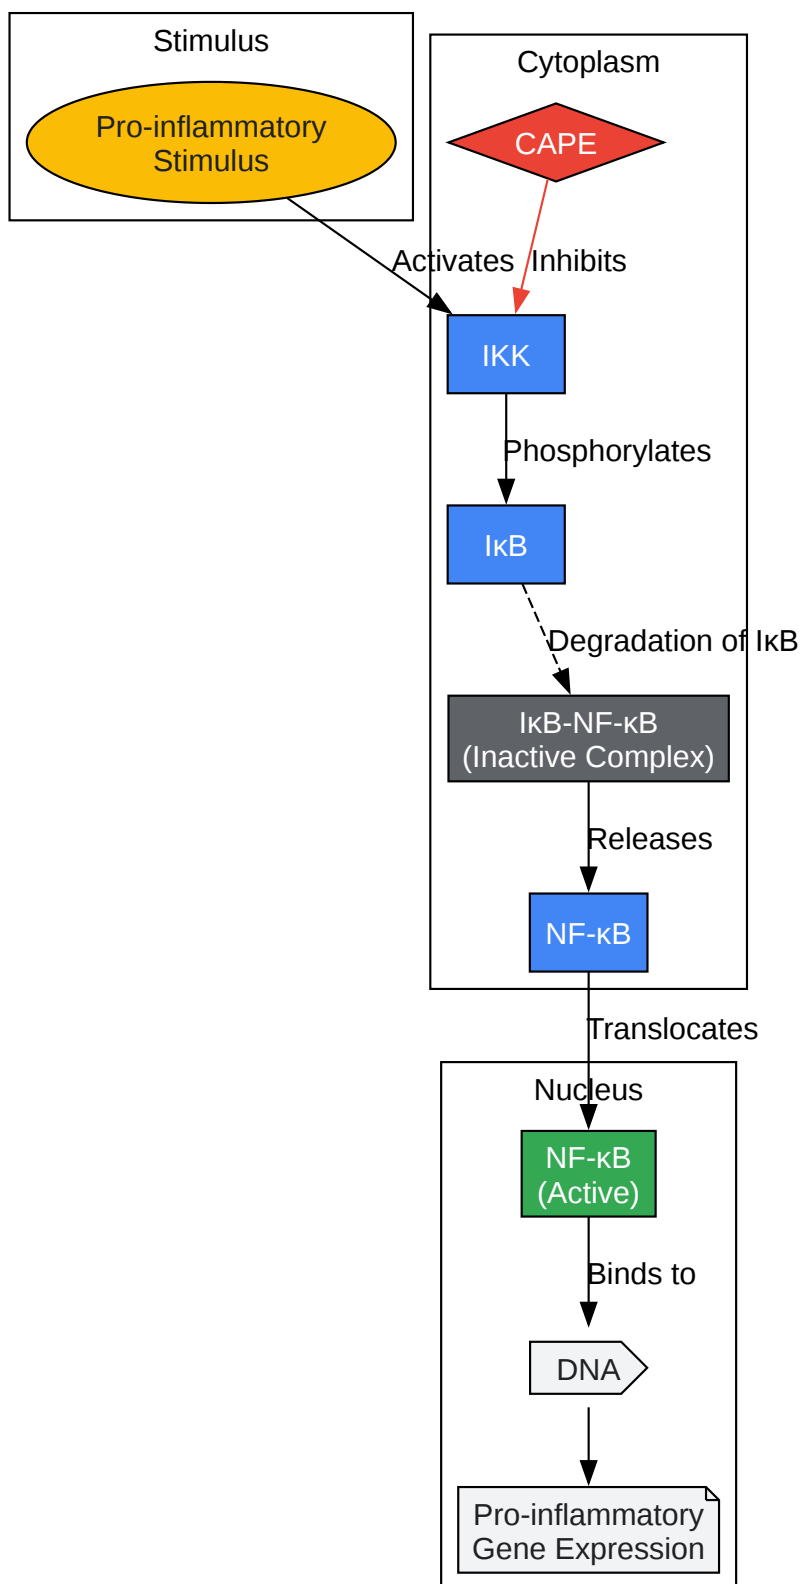 Stimulus
Cytoplasm
Pro-inflammatory
Stimulus
CAPE
Activates
Inhibits
IKK
Phosphorylates
IκB
Degradation of IκB
IκB-NF-κB
(Inactive Complex)
Releases
NF-κB
Translocates
Nucleus
NF-κB
(Active)
Binds to
DNA
Pro-inflammatory
Gene Expression